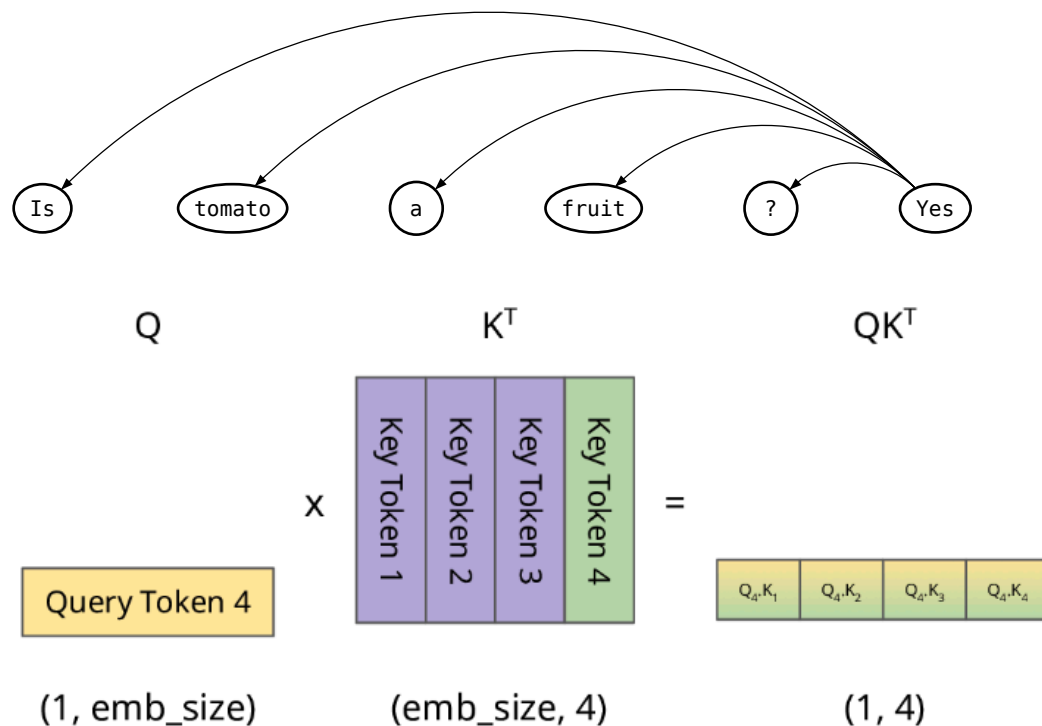 Is tomato a fruit ? Yes
Q K^T QK^T
Key Token 1
Key Token 2
Key Token 3
Key Token 4
x =
Query Token 4
Q₄.K₁ Q₄.K₂ Q₄.K₃ Q₄.K₄
(1, emb_size) (emb_size, 4) (1, 4)